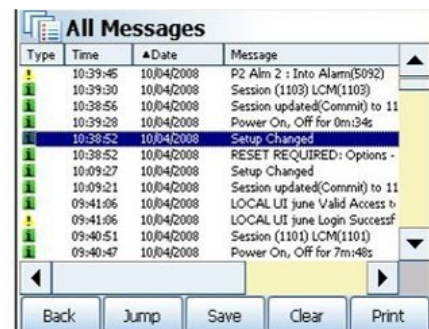 All Messages
Type Time ▲Date Message
! 10:39:45 10/04/2008 P2 Alm 2 : Into Alarm(5092)
i 10:39:30 10/04/2008 Session (1103) LCM(1103)
i 10:38:56 10/04/2008 Session updated(Commit) to 11
i 10:39:28 10/04/2008 Power On, Off for 0m:34s
i 10:38:52 10/04/2008 Setup Changed
i 10:38:52 10/04/2008 RESET REQUIRED: Options -
i 10:09:27 10/04/2008 Setup Changed
i 10:09:21 10/04/2008 Session updated(Commit) to 11
i 09:41:06 10/04/2008 LOCAL UI june Valid Access t
! 09:41:06 10/04/2008 LOCAL UI june Login Successf
i 09:40:51 10/04/2008 Session (1101) LCM(1101)
i 09:40:47 10/04/2008 Power On, Off for 7m:48s
Back Jump Save Clear Print